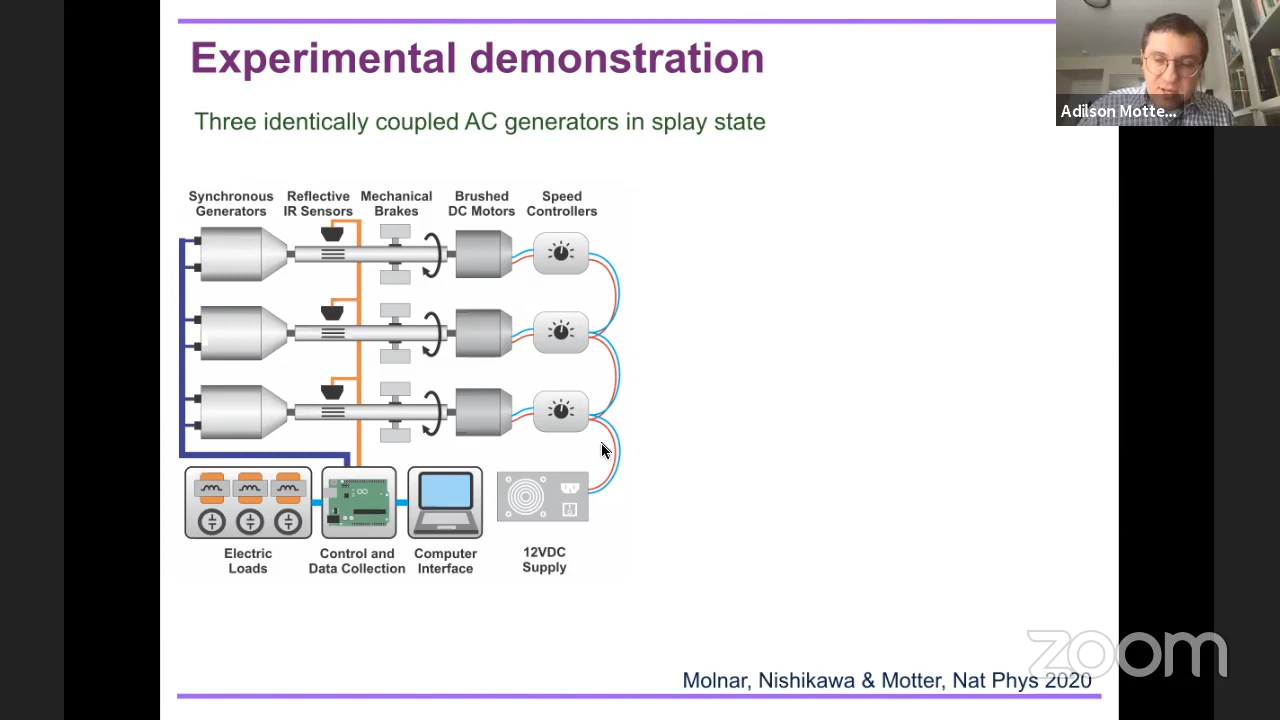 Experimental demonstration
Three identically coupled AC generators in splay state
Adilson Motte...
Synchronous Generators
Reflective IR Sensors
Mechanical Brakes
Brushed DC Motors
Speed Controllers
Electric Loads
Control and Data Collection
Computer Interface
12VDC Supply
zoom
Molnar, Nishikawa & Motter, Nat Phys 2020